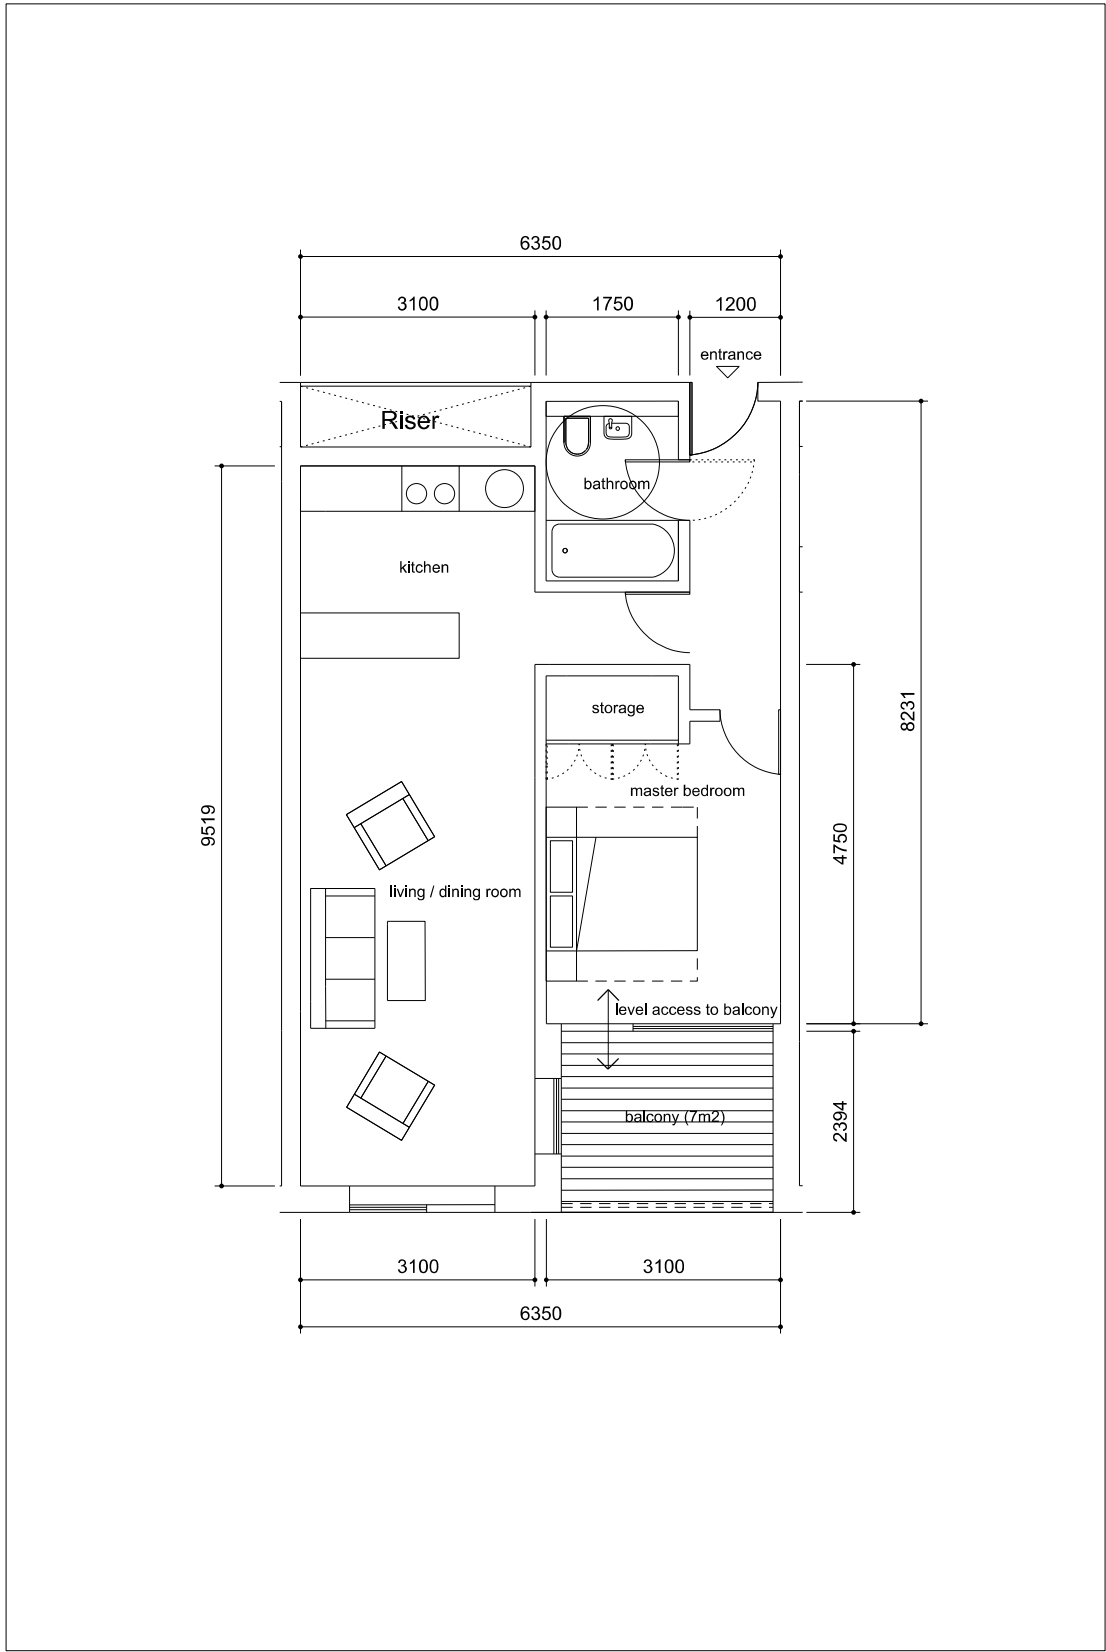 6350
3100
1750
1200
entrance
Riser
bathroom
kitchen
storage
8231
master bedroom
9519
4750
living / dining room
level access to balcony
balcony (7m2)
2394
3100
3100
6350